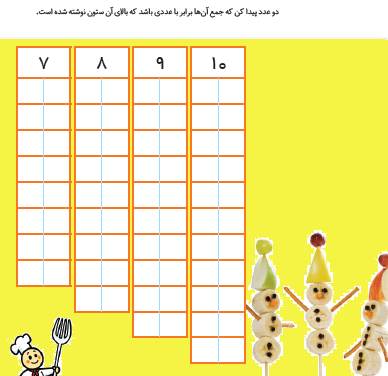 دو عدد پیدا کن که جمع آن‌ها برابر با عددی باشد که بالای آن ستون نوشته شده است.
۱۰ ۹ ۸ ۷